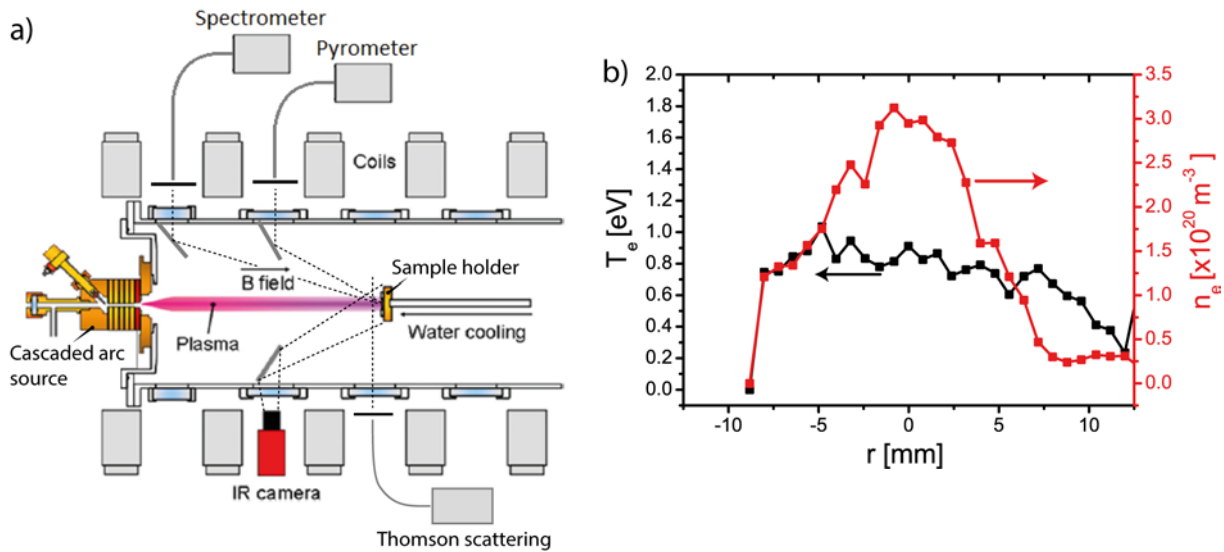 a)
Spectrometer
Pyrometer
Coils
B field
Sample holder
Plasma
Water cooling
Cascaded arc
source
IR camera
Thomson scattering
b)
2.0
1.8
1.6
1.4
1.2
1.0
0.8
0.6
0.4
0.2
0.0
T_e [eV]
3.5
3.0
2.5
2.0
1.5
1.0
0.5
0.0
n_e [x10^20 m^-3]
-10 -5 0 5 10
r [mm]